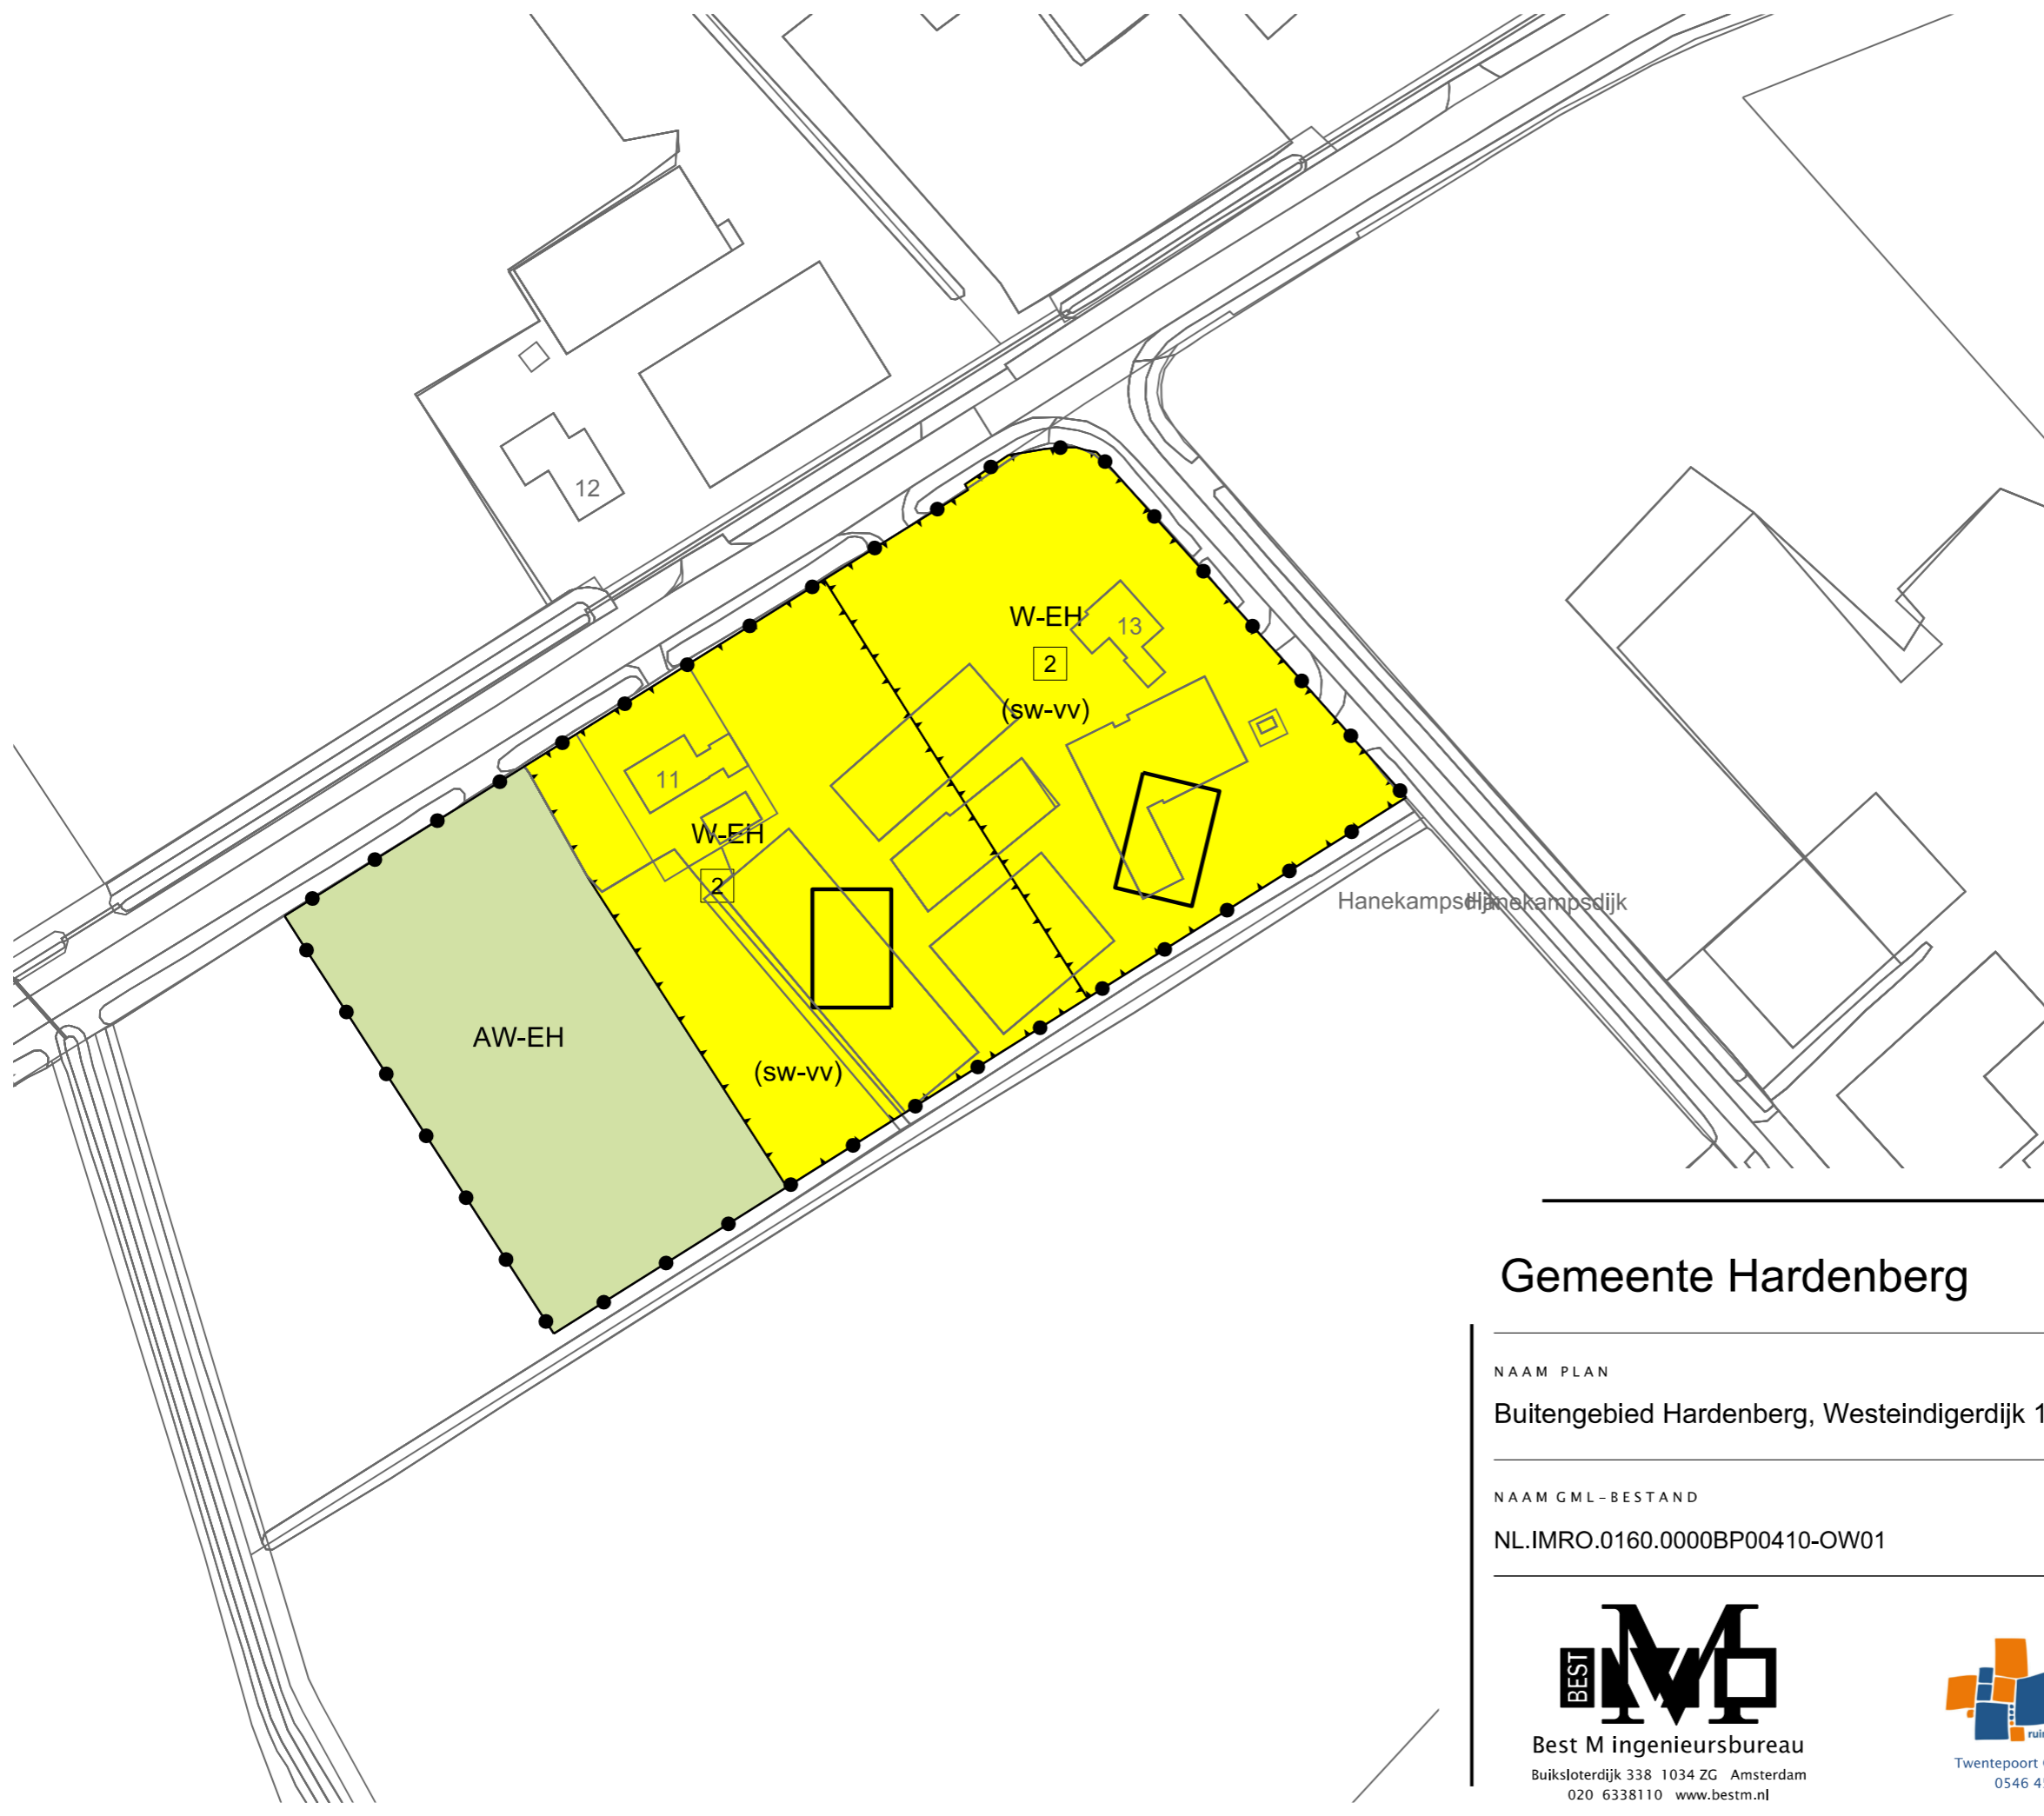 12
W-EH
13
2
(sw-vv)
11
W-EH
2
Hanekampsdijk
Hanekampsdijk
AW-EH
(sw-vv)
Gemeente Hardenberg
NAAM PLAN
Buitengebied Hardenberg, Westeindigerdijk 1
NAAM GML-BESTAND
NL.IMRO.0160.0000BP00410-OW01
BEST
M
Best M ingenieursbureau
Buiksloterdijk 338 1034 ZG Amsterdam
020 6338110 www.bestm.nl
Twentepoort
0546